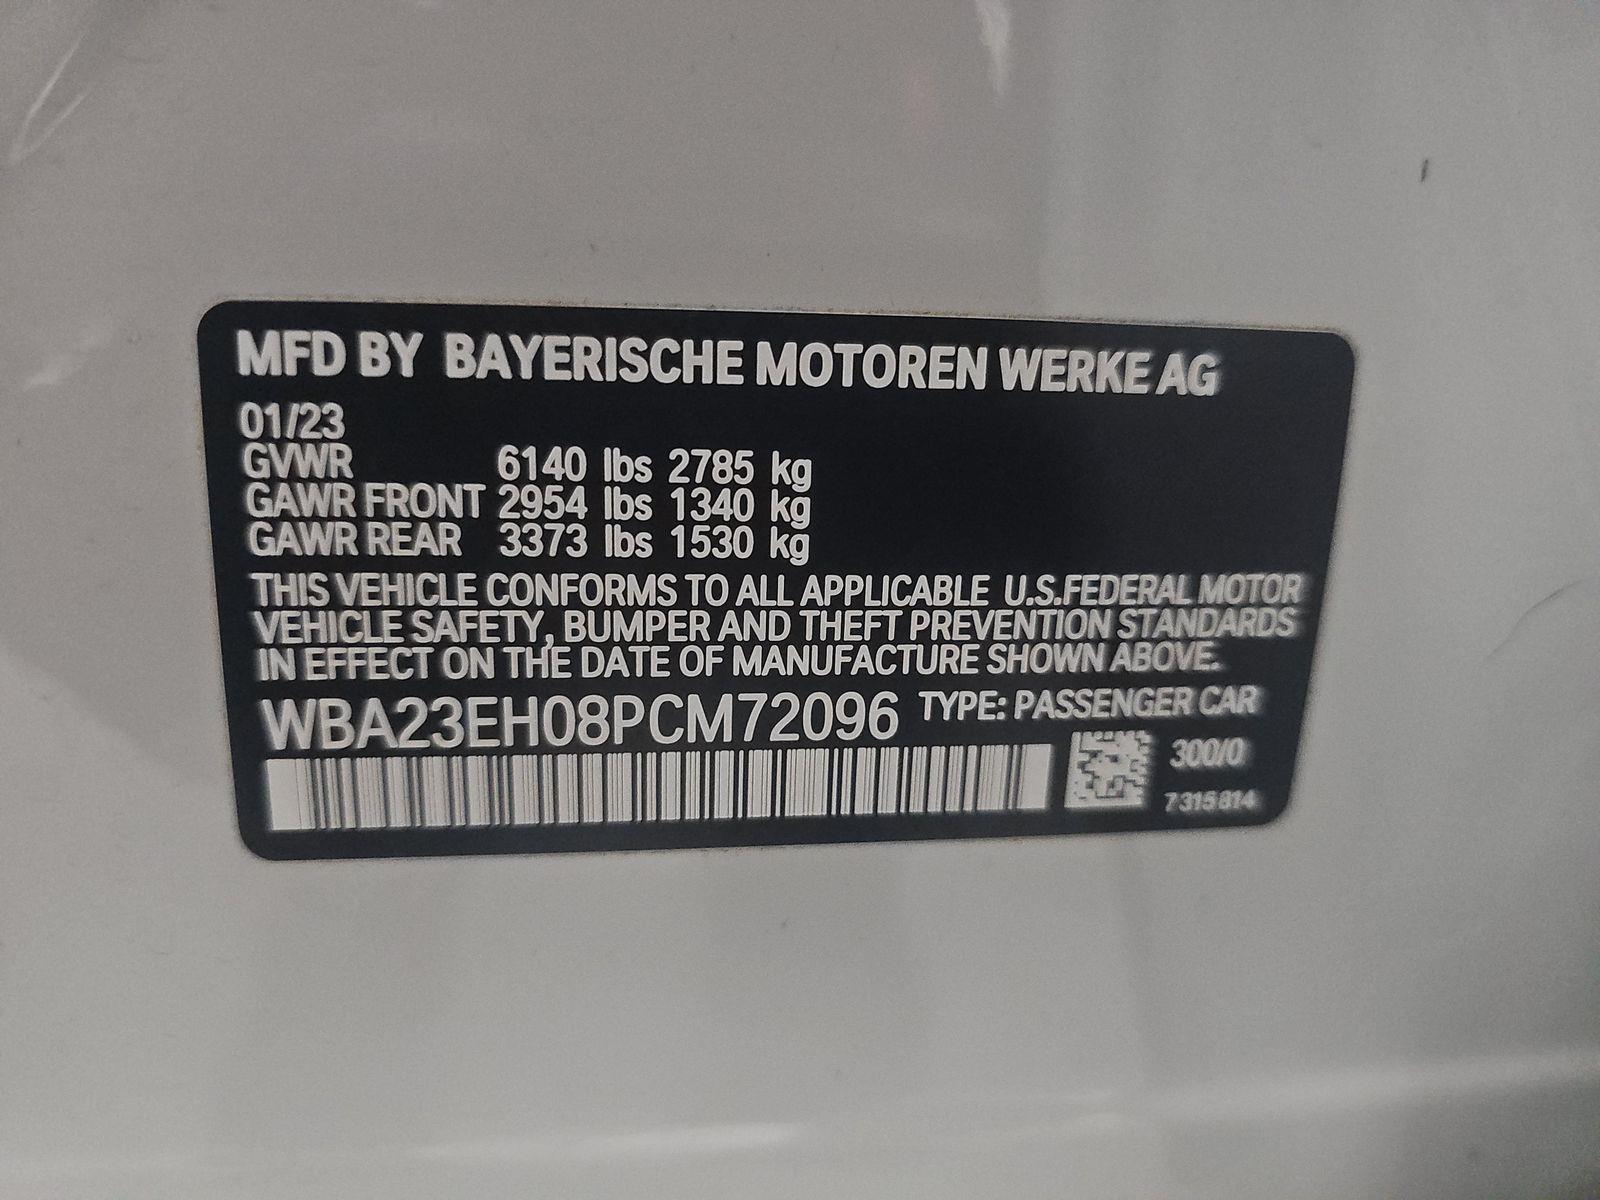 MFD BY BAYERISCHE MOTOREN WERKE AG
01/23
GVWR 6140 lbs 2785 kg
GAWR FRONT 2954 lbs 1340 kg
GAWR REAR 3373 lbs 1530 kg
THIS VEHICLE CONFORMS TO ALL APPLICABLE U.S.FEDERAL MOTOR
VEHICLE SAFETY, BUMPER AND THEFT PREVENTION STANDARDS
IN EFFECT ON THE DATE OF MANUFACTURE SHOWN ABOVE.
WBA23EH08PCM72096 TYPE: PASSENGER CAR
300/0
7315814